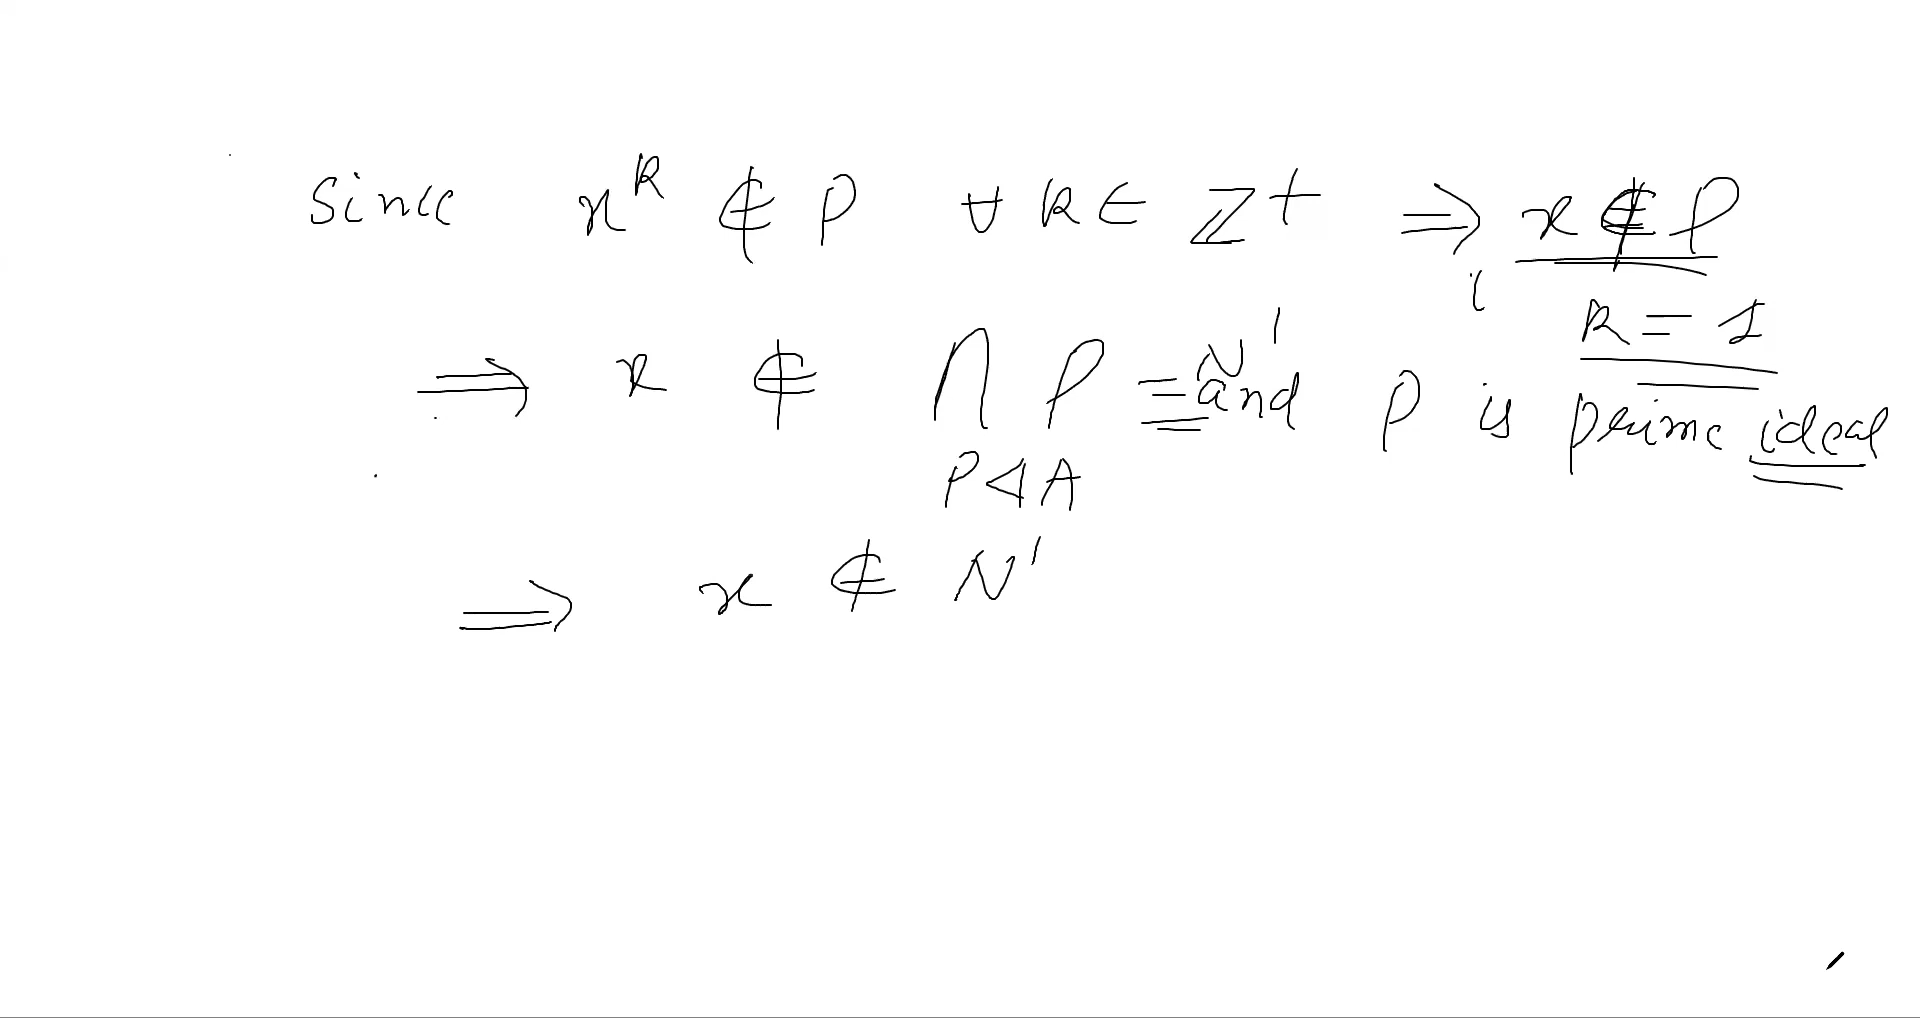 Since x^k ∉ P ∀ k ∈ Z+ ⇒ x ∉ P
k = 1
⇒ x ∉ ∩ P = N' and P is prime ideal
P ⊲ A
⇒ x ∉ N'